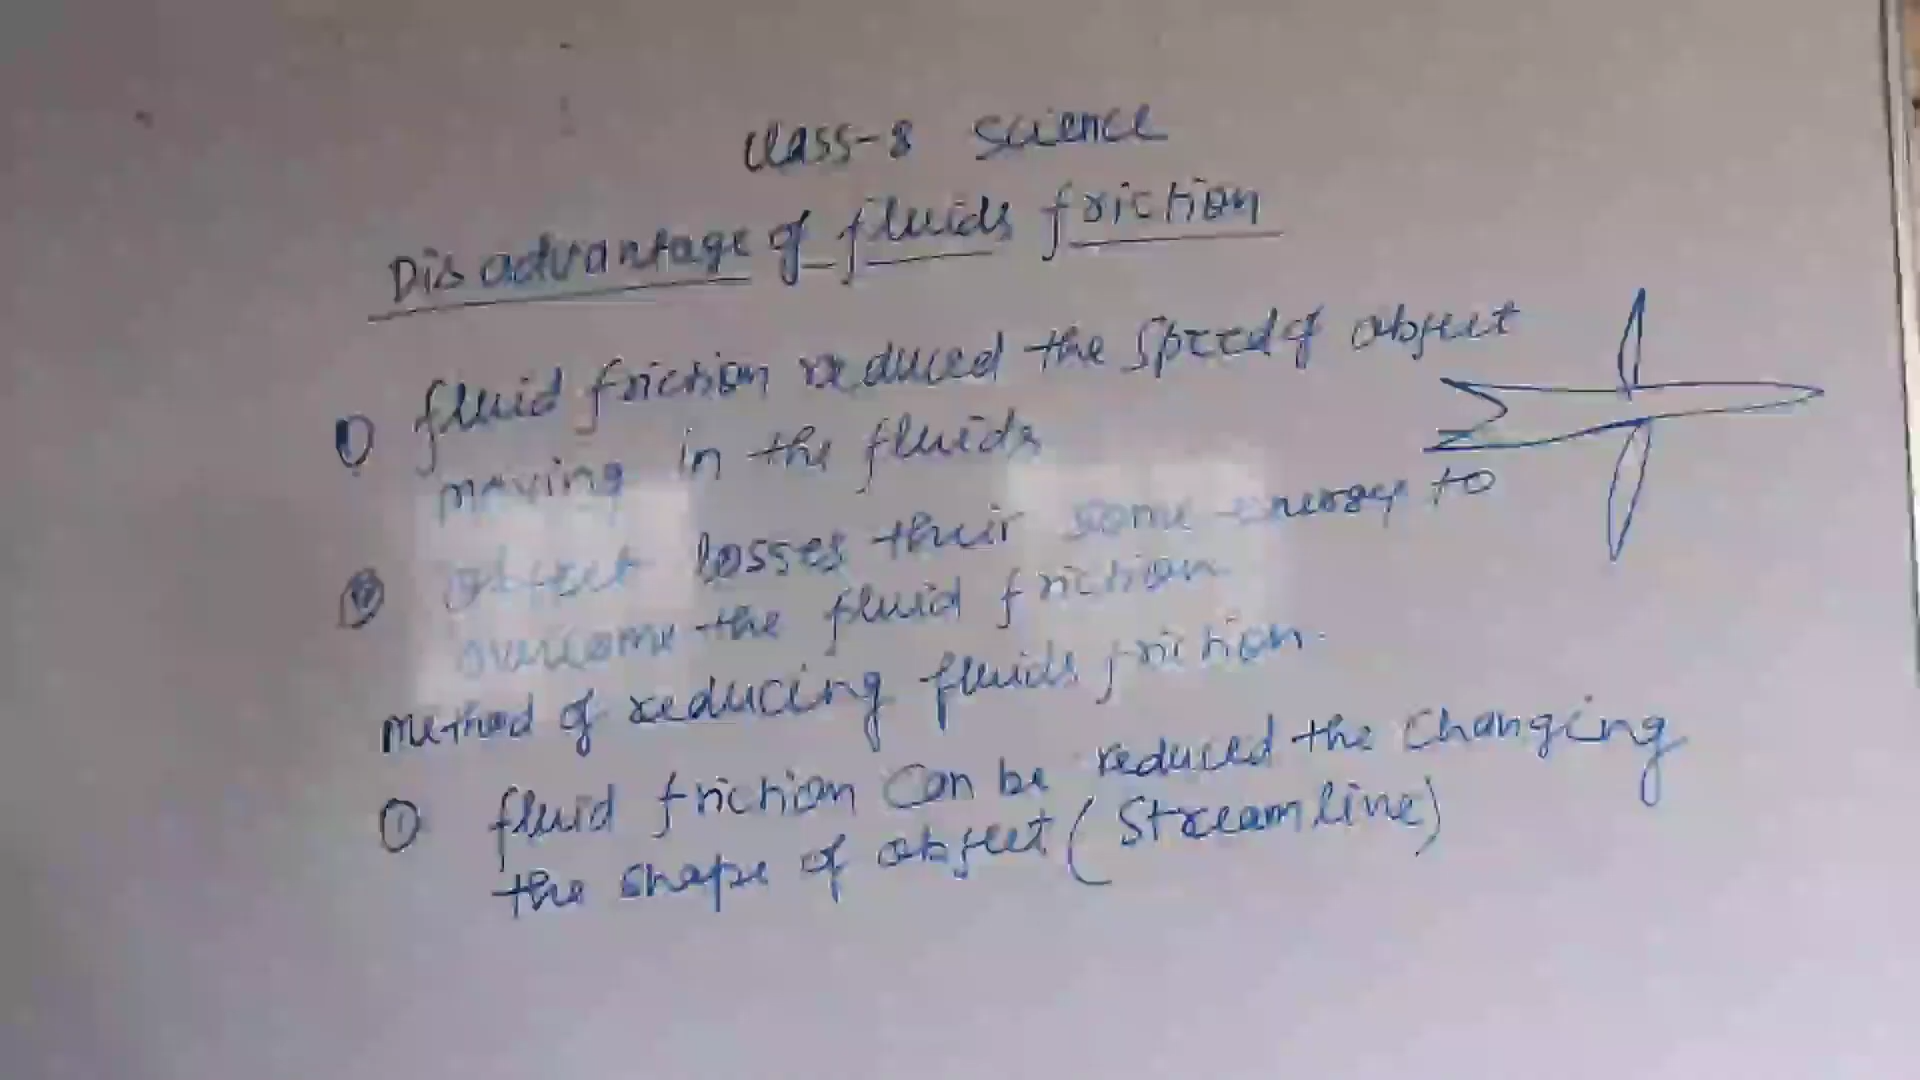 Class-8 Science
Disadvantage of fluids friction
① fluid friction reduced the speed of object
moving in the fluids
② object losses their some energy to
overcome the fluid friction
method of reducing fluids friction.
① fluid friction can be reduced the changing
the shape of object (Streamline)